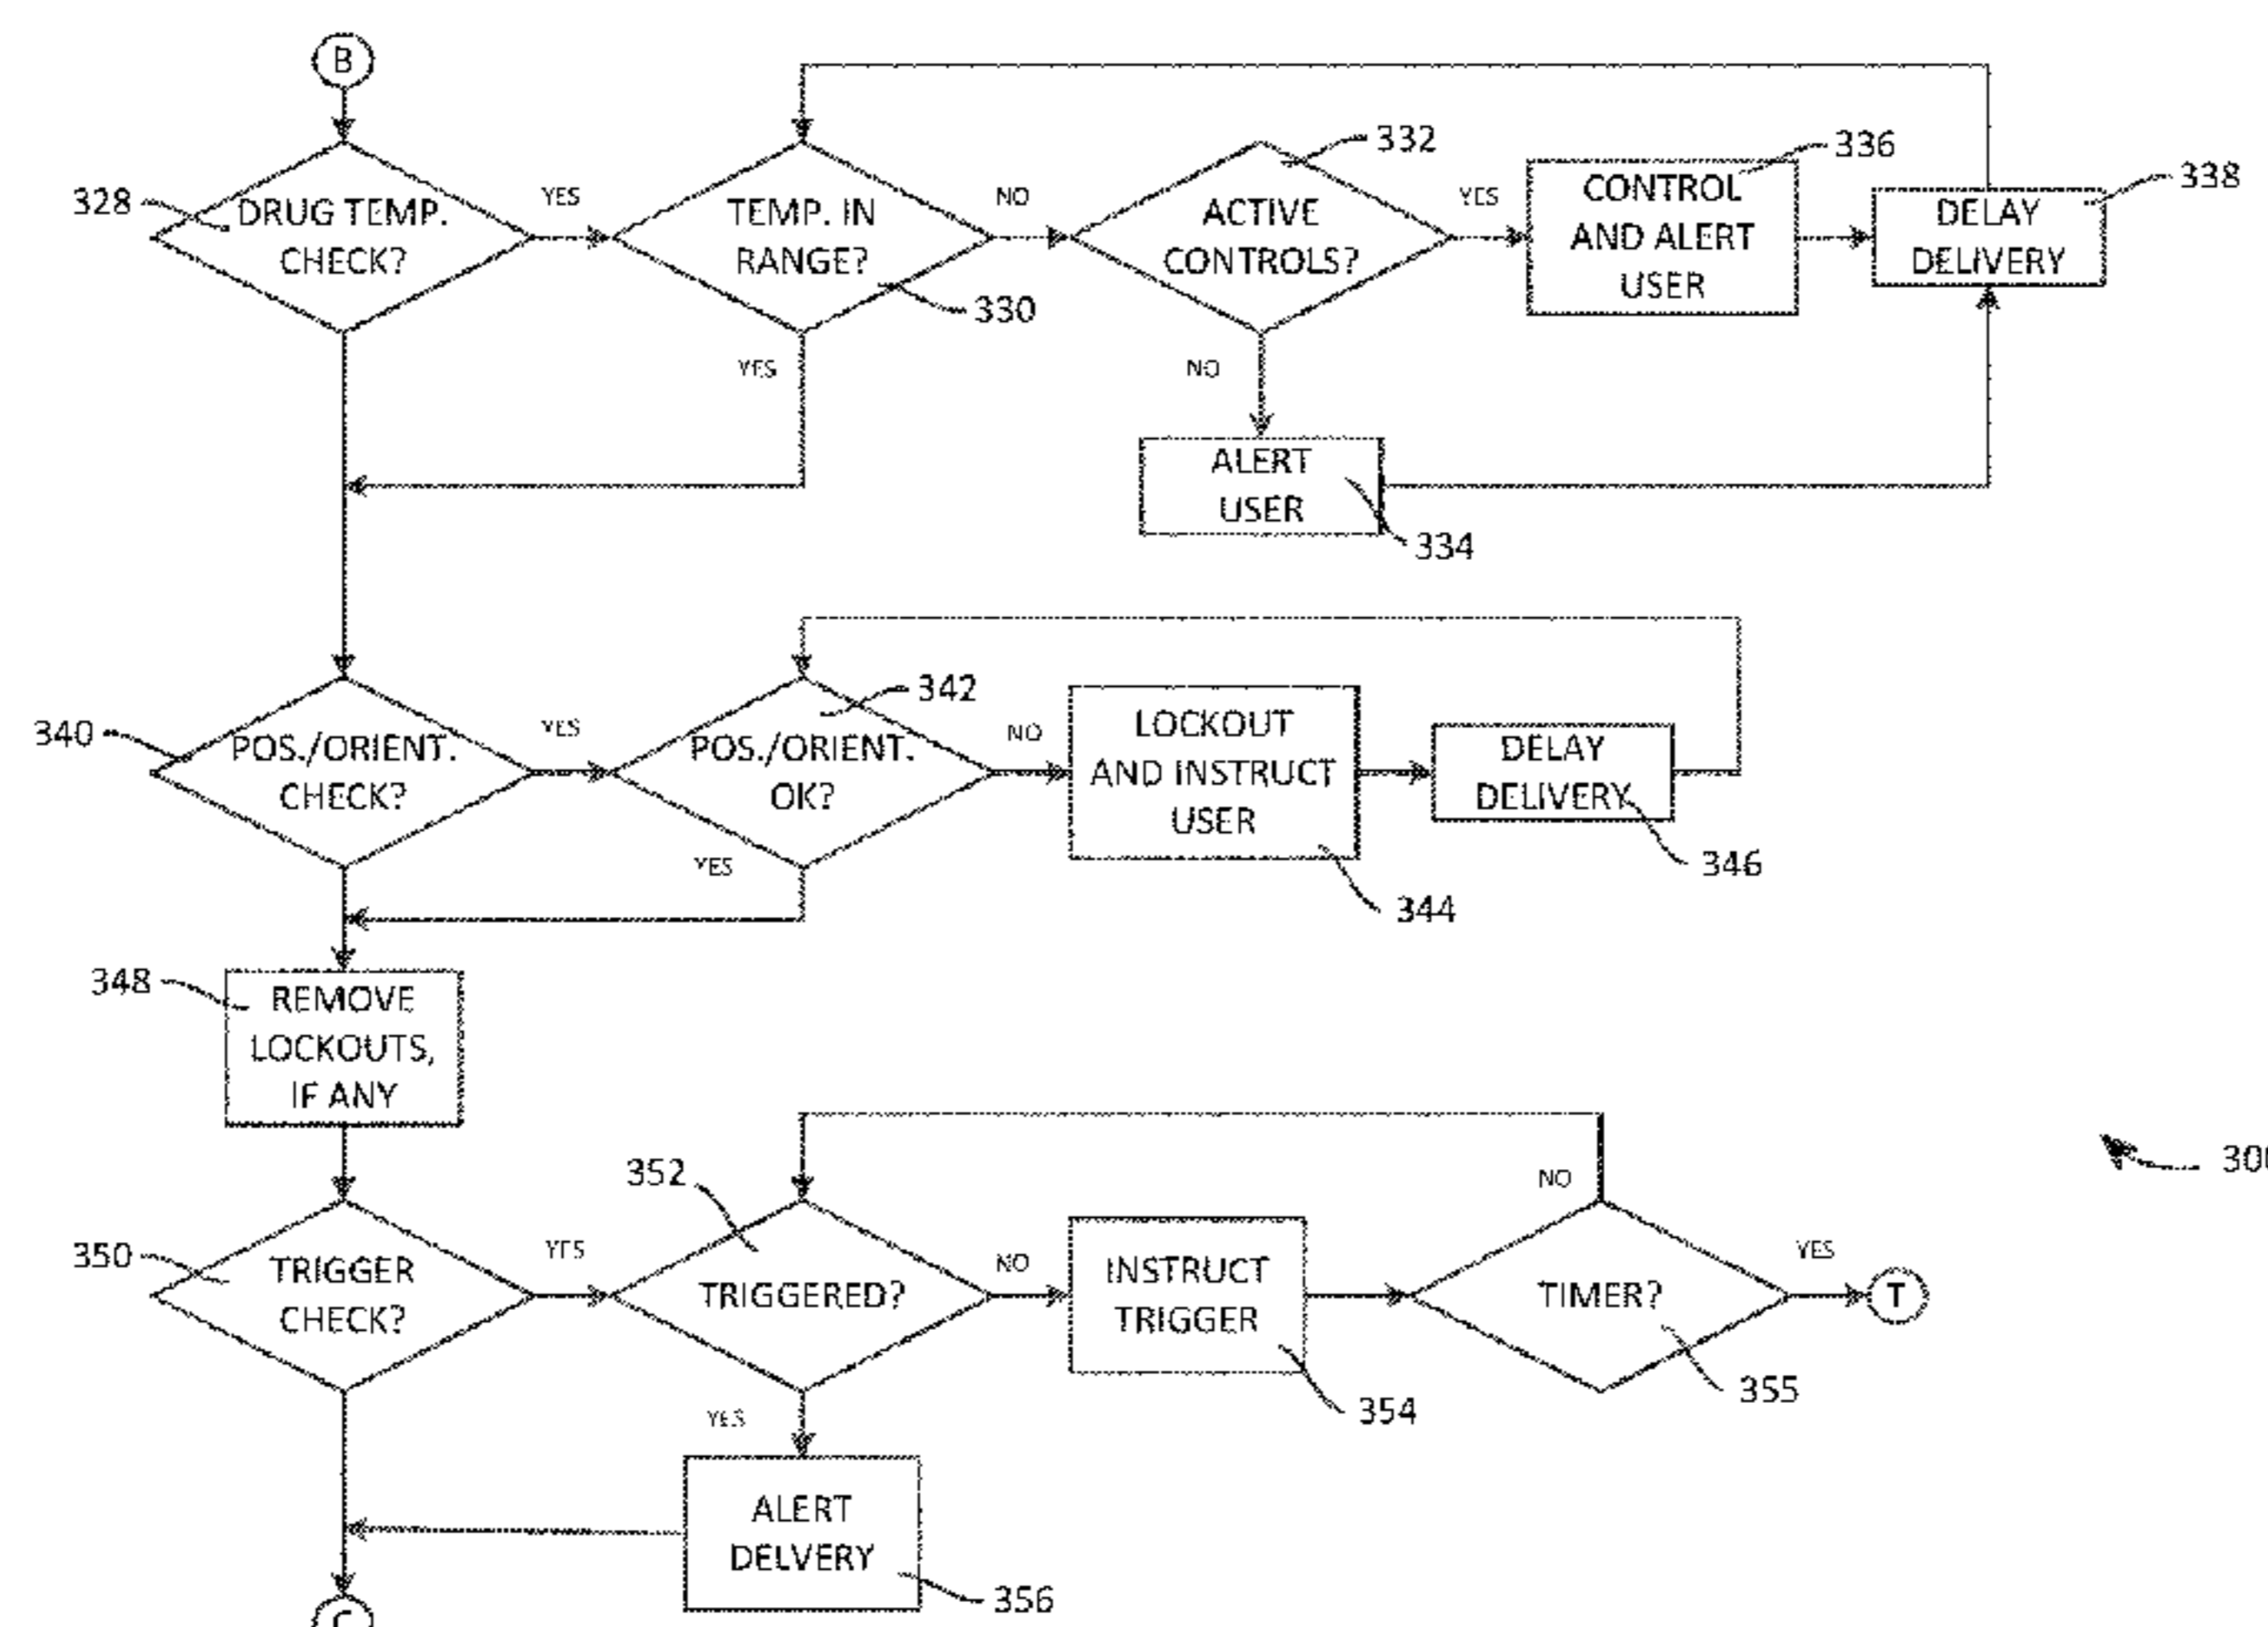 B
332
336
338
328
DRUG TEMP.
CHECK?
YES
TEMP. IN
RANGE?
NO
ACTIVE
CONTROLS?
YES
CONTROL
AND ALERT
USER
DELAY
DELIVERY
330
YES
NO
ALERT
USER
334
342
340
POS./ORIENT.
CHECK?
YES
POS./ORIENT.
OK?
NO
LOCKOUT
AND INSTRUCT
USER
DELAY
DELIVERY
346
YES
344
348
REMOVE
LOCKOUTS,
IF ANY
352
NO
350
TRIGGER
CHECK?
YES
TRIGGERED?
NO
INSTRUCT
TRIGGER
TIMER?
YES
T
355
354
YES
ALERT
DELVERY
356